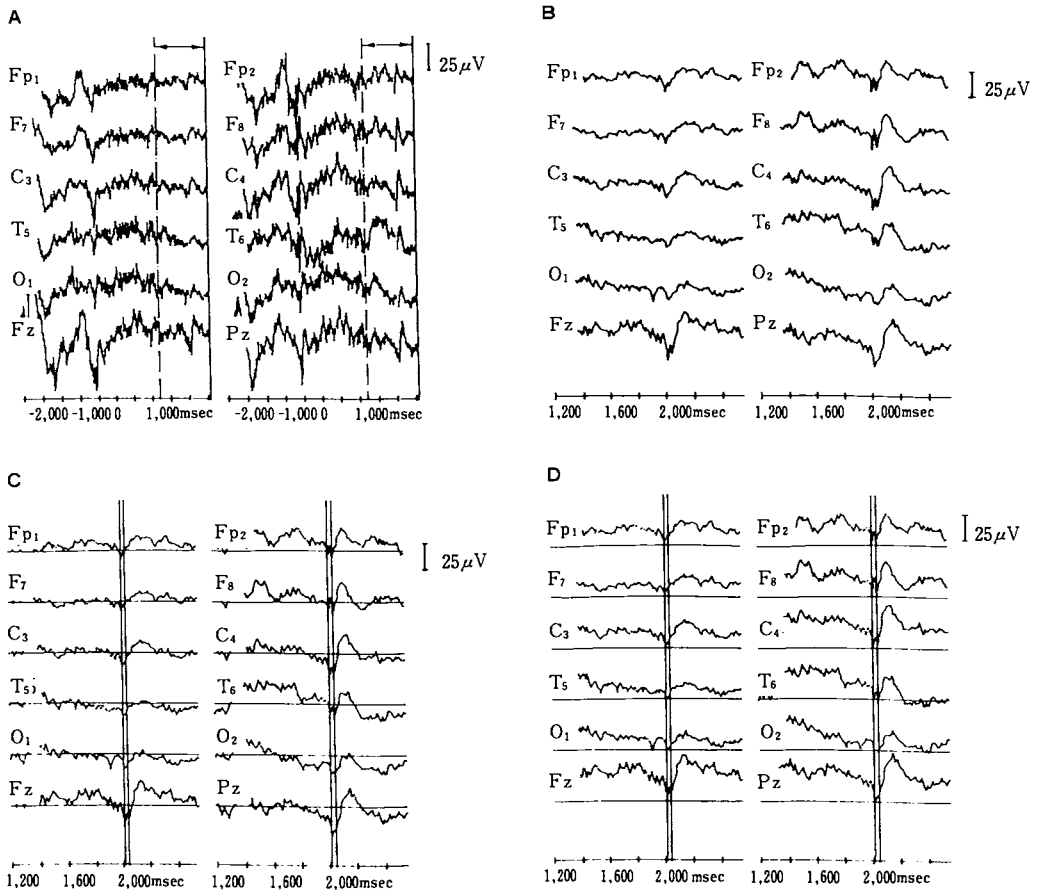 A
Fp1 Fp2 25μV
F7 F8
C3 C4
T5 T6
O1 O2
Fz Pz
-2,000 -1,000 0 1,000msec -2,000 -1,000 0 1,000msec
B
Fp1 Fp2 25μV
F7 F8
C3 C4
T5 T6
O1 O2
Fz Pz
1,200 1,600 2,000msec 1,200 1,600 2,000msec
C
Fp1 Fp2 25μV
F7 F8
C3 C4
T5 T6
O1 O2
Fz Pz
1,200 1,600 2,000msec 1,200 1,600 2,000msec
D
Fp1 Fp2 25μV
F7 F8
C3 C4
T5 T6
O1 O2
Fz Pz
1,200 1,600 2,000msec 1,200 1,600 2,000msec